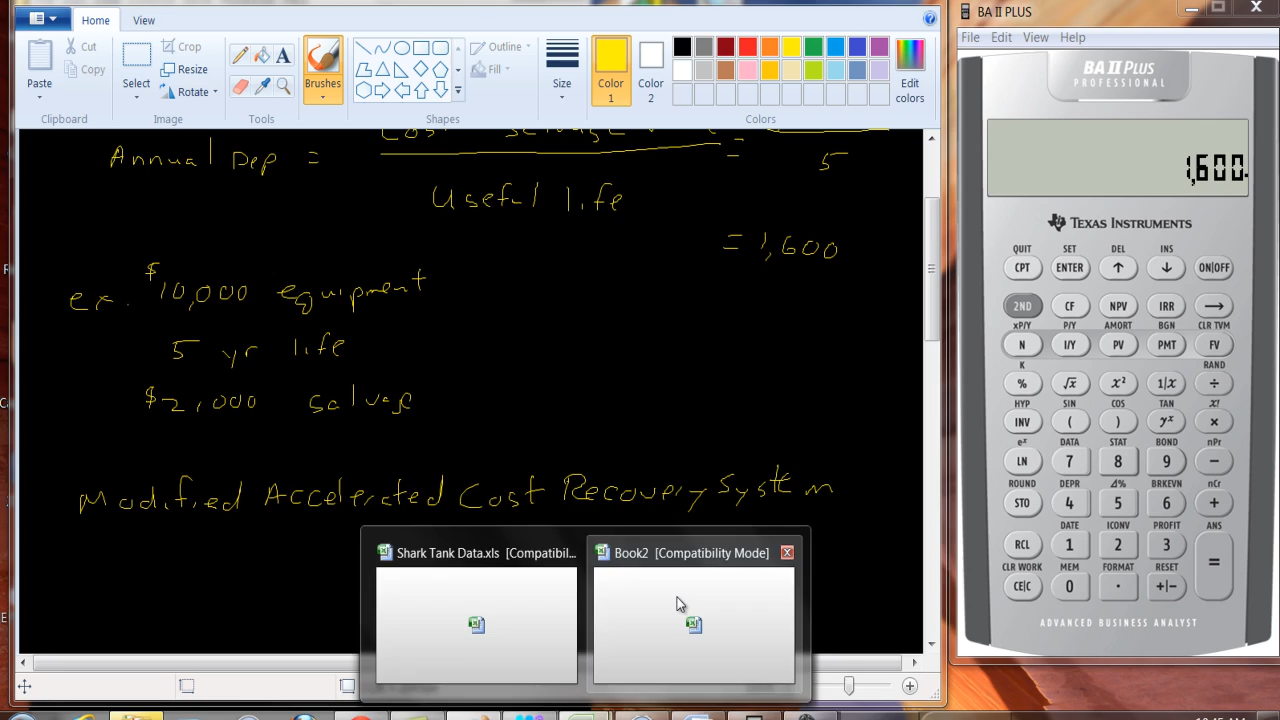 BA II PLUS
Home View
File Edit View Help
Cut
Copy
Paste
Crop
Resize
Rotate
Select
Brushes
Outline
Fill
Size
Color 1
Color 2
Edit colors
Clipboard Image Tools Shapes Colors
Annual Dep = =
5
Useful life
= 1,600
ex. $10,000 equipment
5 yr life
$2,000 salvage
Modified Accelerated Cost Recovery System
Shark Tank Data.xls [Compatibil...
Book2 [Compatibility Mode]
BA II PLUS
PROFESSIONAL
1,600.
TEXAS INSTRUMENTS
QUIT SET DEL INS
CPT ENTER ↑ ↓ ON|OFF
2ND CF NPV IRR →
xP/Y P/Y AMORT BGN CLR TVM
N I/Y PV PMT FV
K RAND
% √x x² 1/x ÷
HYP SIN COS TAN x!
INV ( ) yˣ ×
eˣ DATA STAT BOND nPr
LN 7 8 9 −
ROUND DEPR Δ% BRKEVN nCr
STO 4 5 6 +
DATE ICONV PROFIT ANS
RCL 1 2 3 =
CLR WORK MEM FORMAT RESET
CE|C 0 . +|−
ADVANCED BUSINESS ANALYST